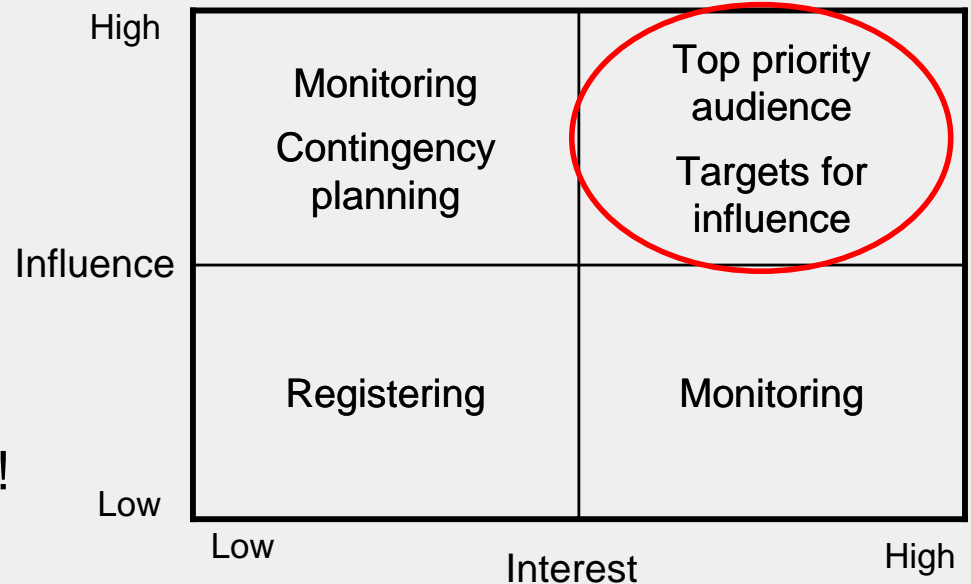 High
Monitoring
Contingency
planning
Top priority
audience
Targets for
influence
Influence
Registering
Monitoring
!
Low
Low
Interest
High